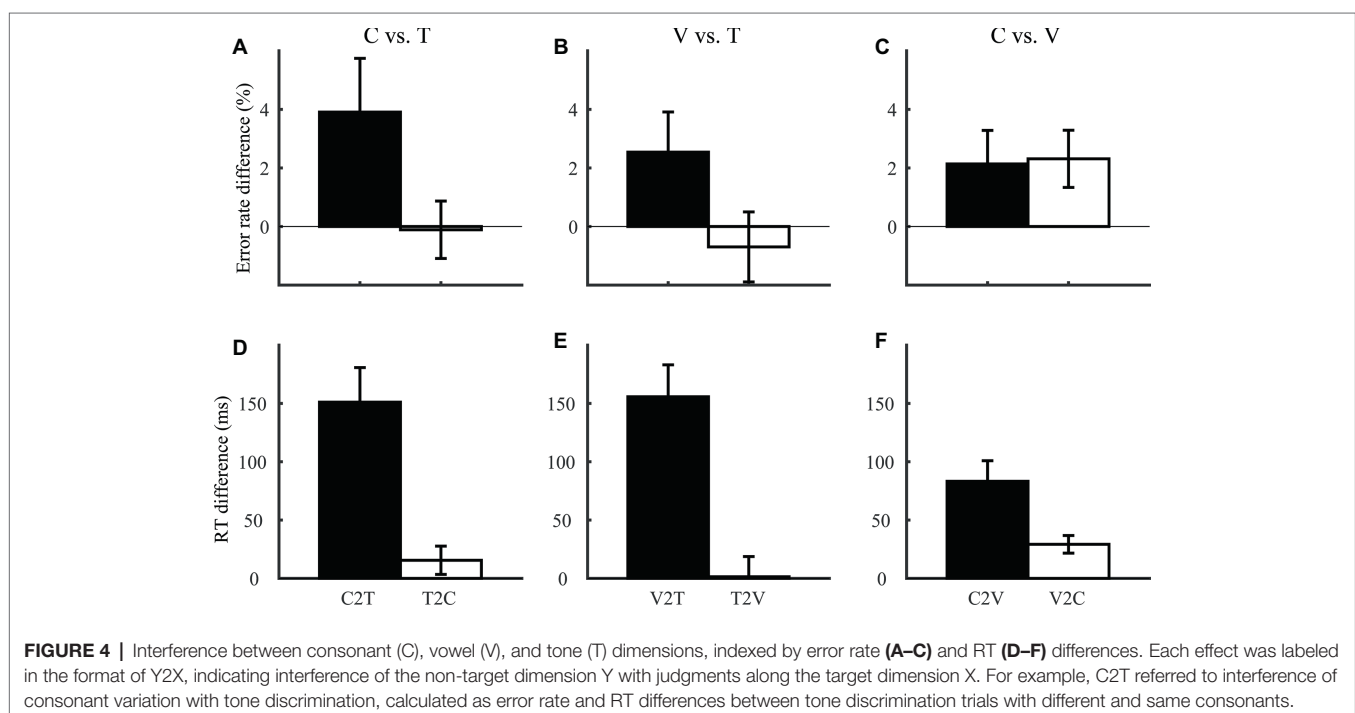 C vs. T
V vs. T
C vs. V
A
B
C
Error rate difference (%)
4
2
0
4
2
0
4
2
0
D
E
F
RT difference (ms)
150
100
50
0
150
100
50
0
150
100
50
0
C2T T2C
V2T T2V
C2V V2C
FIGURE 4 | Interference between consonant (C), vowel (V), and tone (T) dimensions, indexed by error rate (A–C) and RT (D–F) differences. Each effect was labeled
in the format of Y2X, indicating interference of the non-target dimension Y with judgments along the target dimension X. For example, C2T referred to interference of
consonant variation with tone discrimination, calculated as error rate and RT differences between tone discrimination trials with different and same consonants.